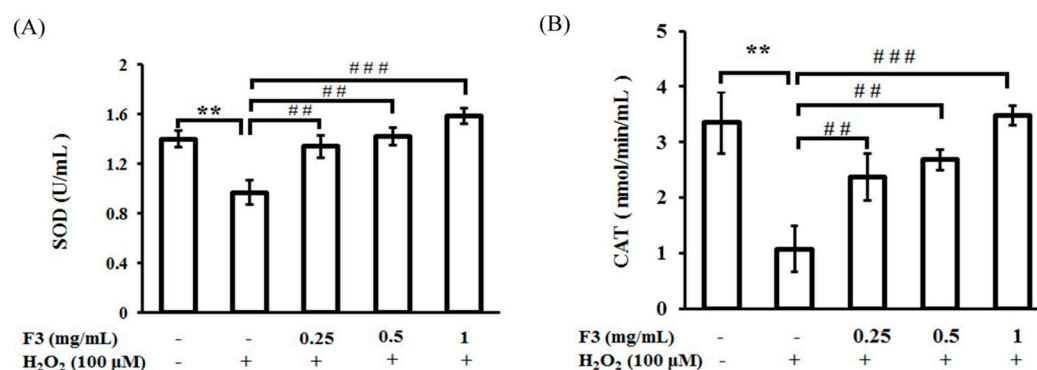 (A)
SOD (U/mL )
2
1.6
1.2
0.8
0.4
0
**
# #
# #
# # #
F3 (mg/mL) - - 0.25 0.5 1
H₂O₂ (100 µM) - + + + +
(B)
CAT ( nmol/min/mL)
5
4
3
2
1
0
**
# #
# #
# # #
F3 (mg/mL) - - 0.25 0.5 1
H₂O₂ (100 µM) - + + + +